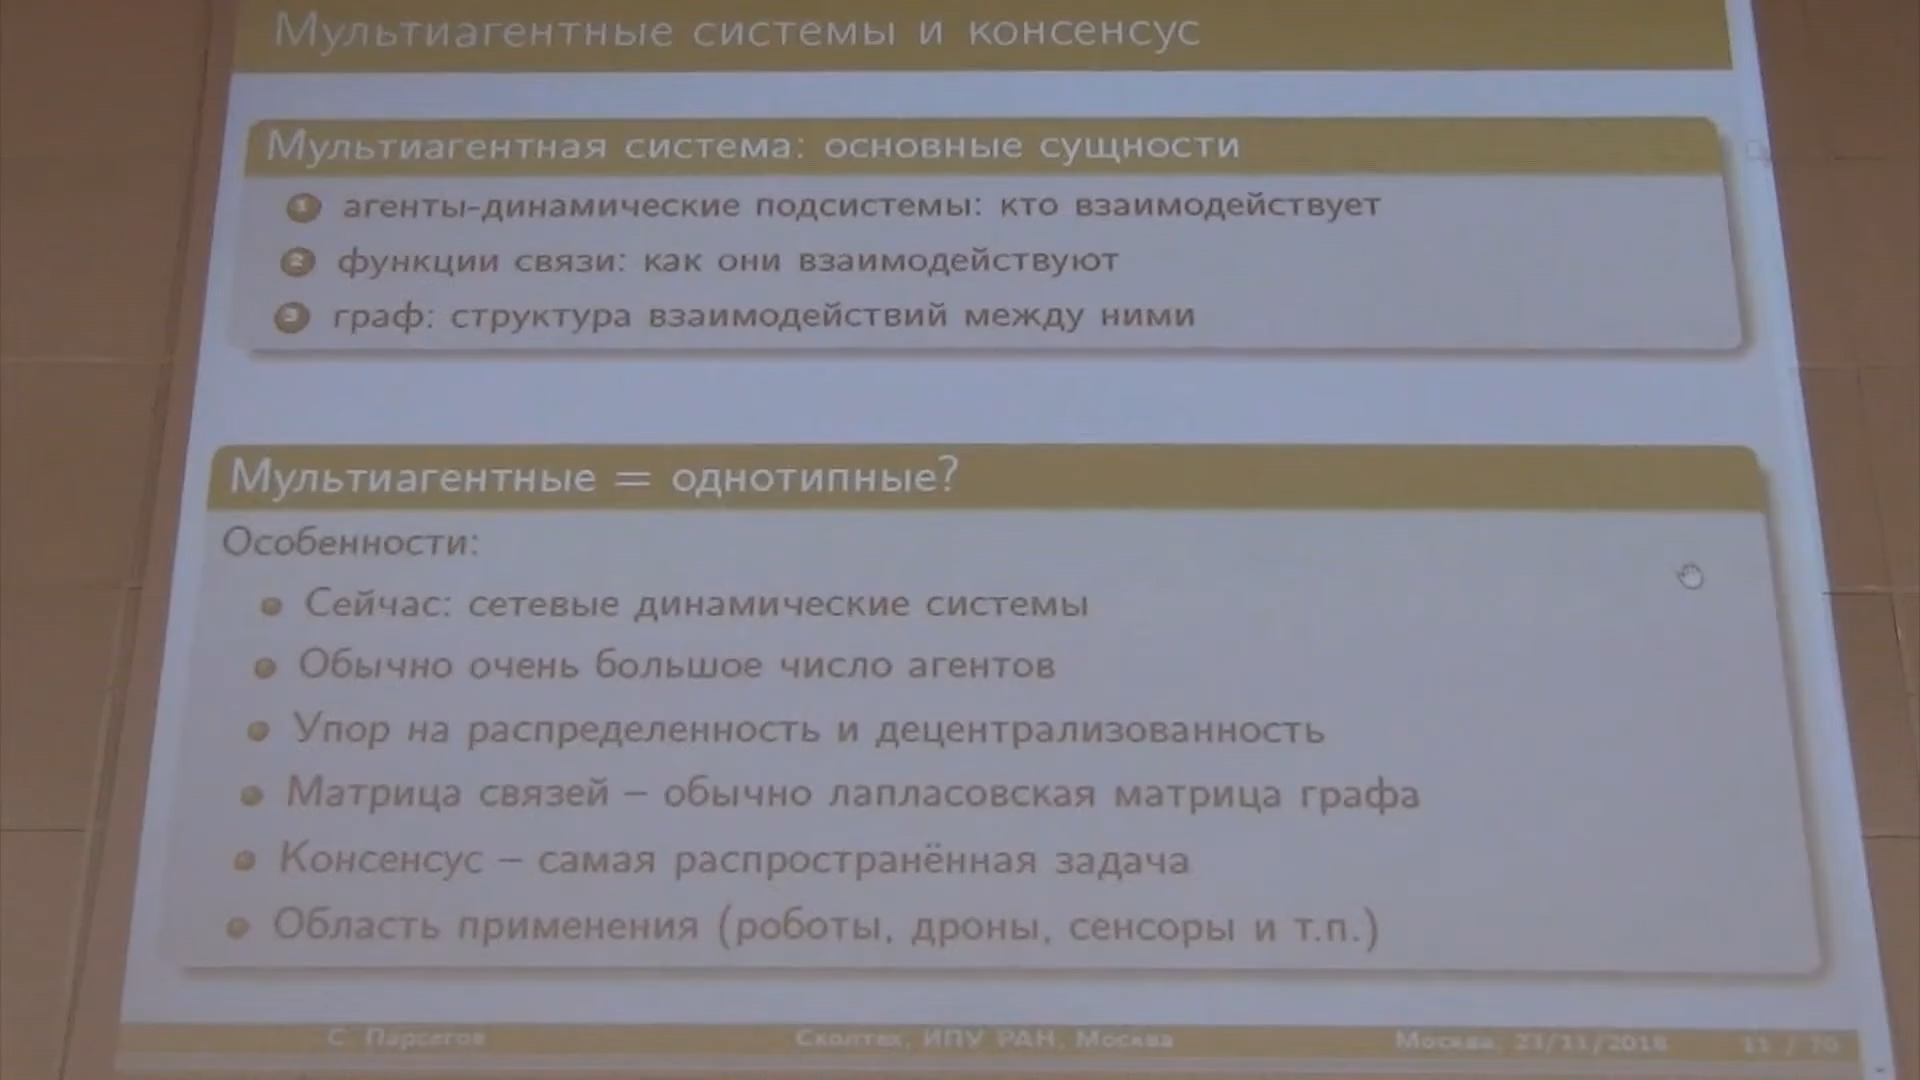 Мультиагентные системы и консенсус
Мультиагентная система: основные сущности
1 агенты-динамические подсистемы: кто взаимодействует
2 функции связи: как они взаимодействуют
3 граф: структура взаимодействий между ними
Мультиагентные = однотипные?
Особенности:
Сейчас: сетевые динамические системы
Обычно очень большое число агентов
Упор на распределенность и децентрализованность
Матрица связей – обычно лапласовская матрица графа
Консенсус – самая распространённая задача
Область применения (роботы, дроны, сенсоры и т.п.)
С. Парсегов Сколтех, ИПУ РАН, Москва Москва, 23/11/2018 11 / 70